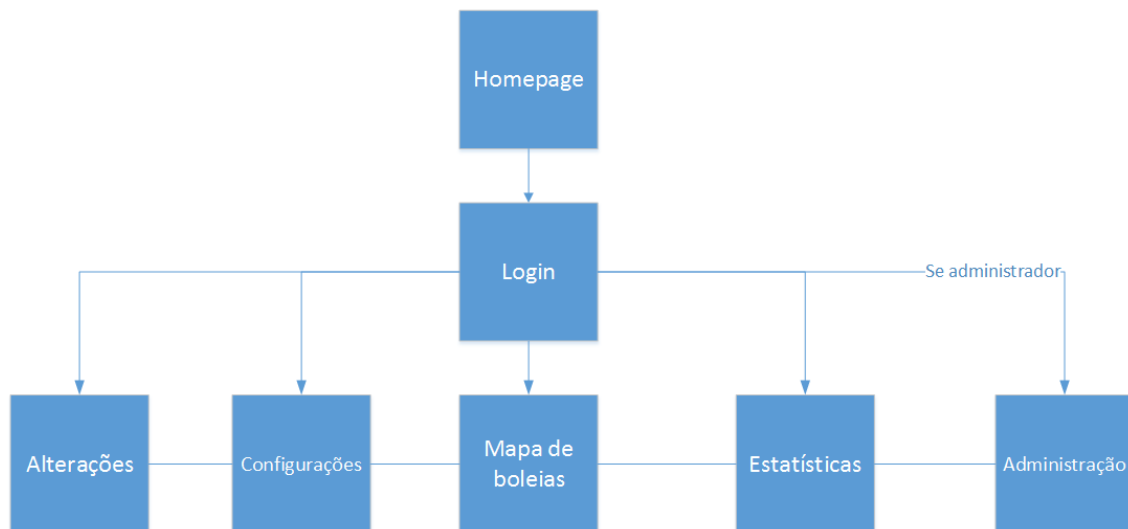 Homepage
Login
Se administrador
Alterações
Configurações
Mapa de
boleias
Estatísticas
Administração